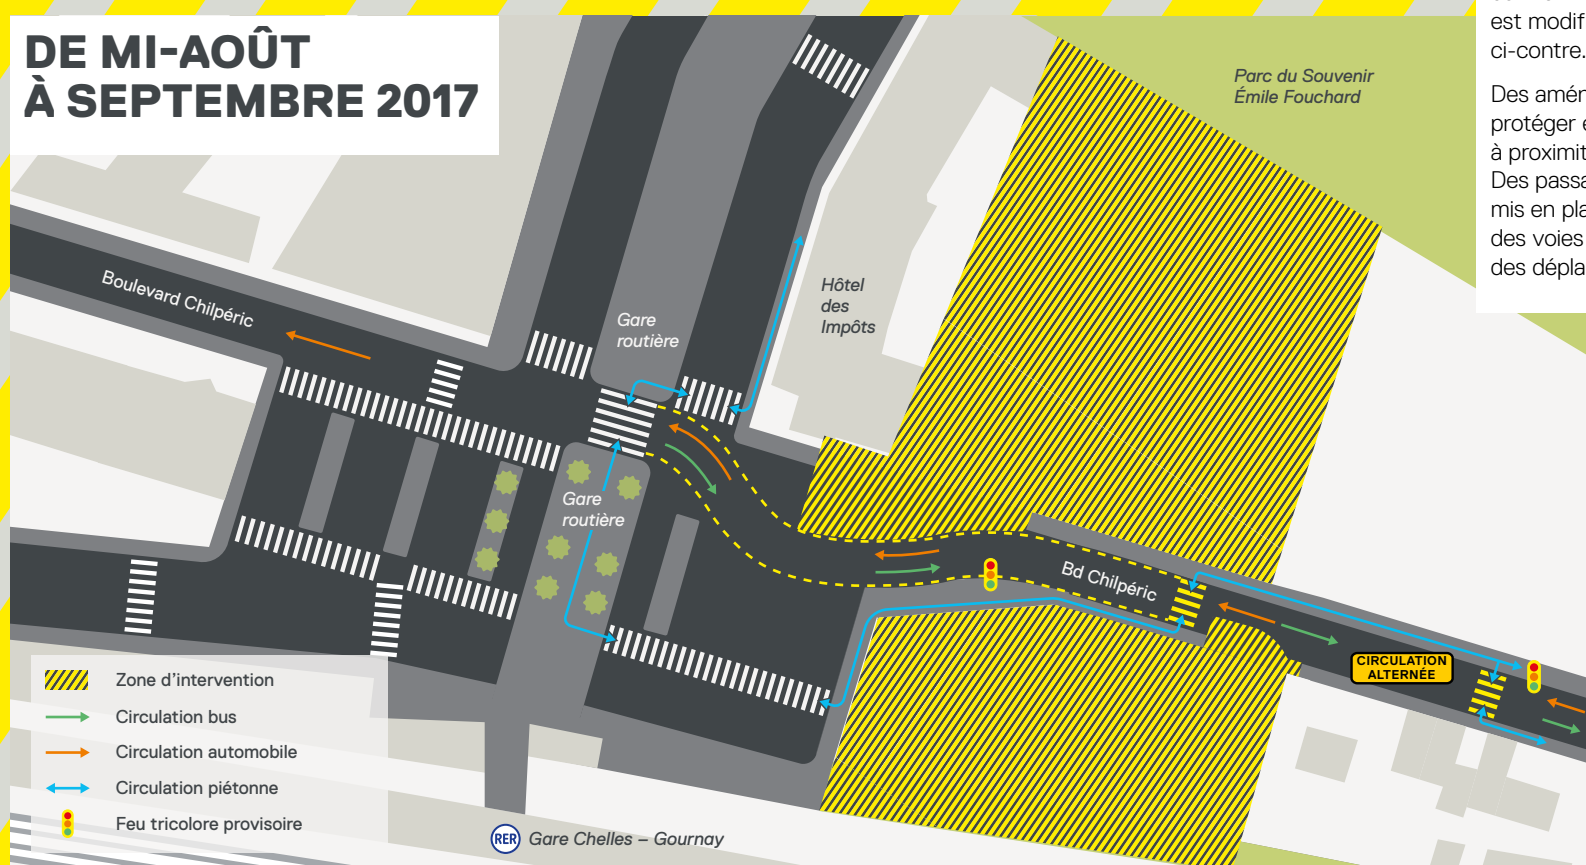 DE MI-AOÛT
À SEPTEMBRE 2017
est modif
ci-contre.
Des amén
protéger e
à proximit
Des passa
mis en pla
des voies
des dépla
Parc du Souvenir
Émile Fouchard
Boulevard Chilpéric
Gare
routière
Hôtel
des
Impôts
Gare
routière
Bd Chilpéric
CIRCULATION
ALTERNÉE
Zone d'intervention
Circulation bus
Circulation automobile
Circulation piétonne
Feu tricolore provisoire
RER Gare Chelles – Gournay